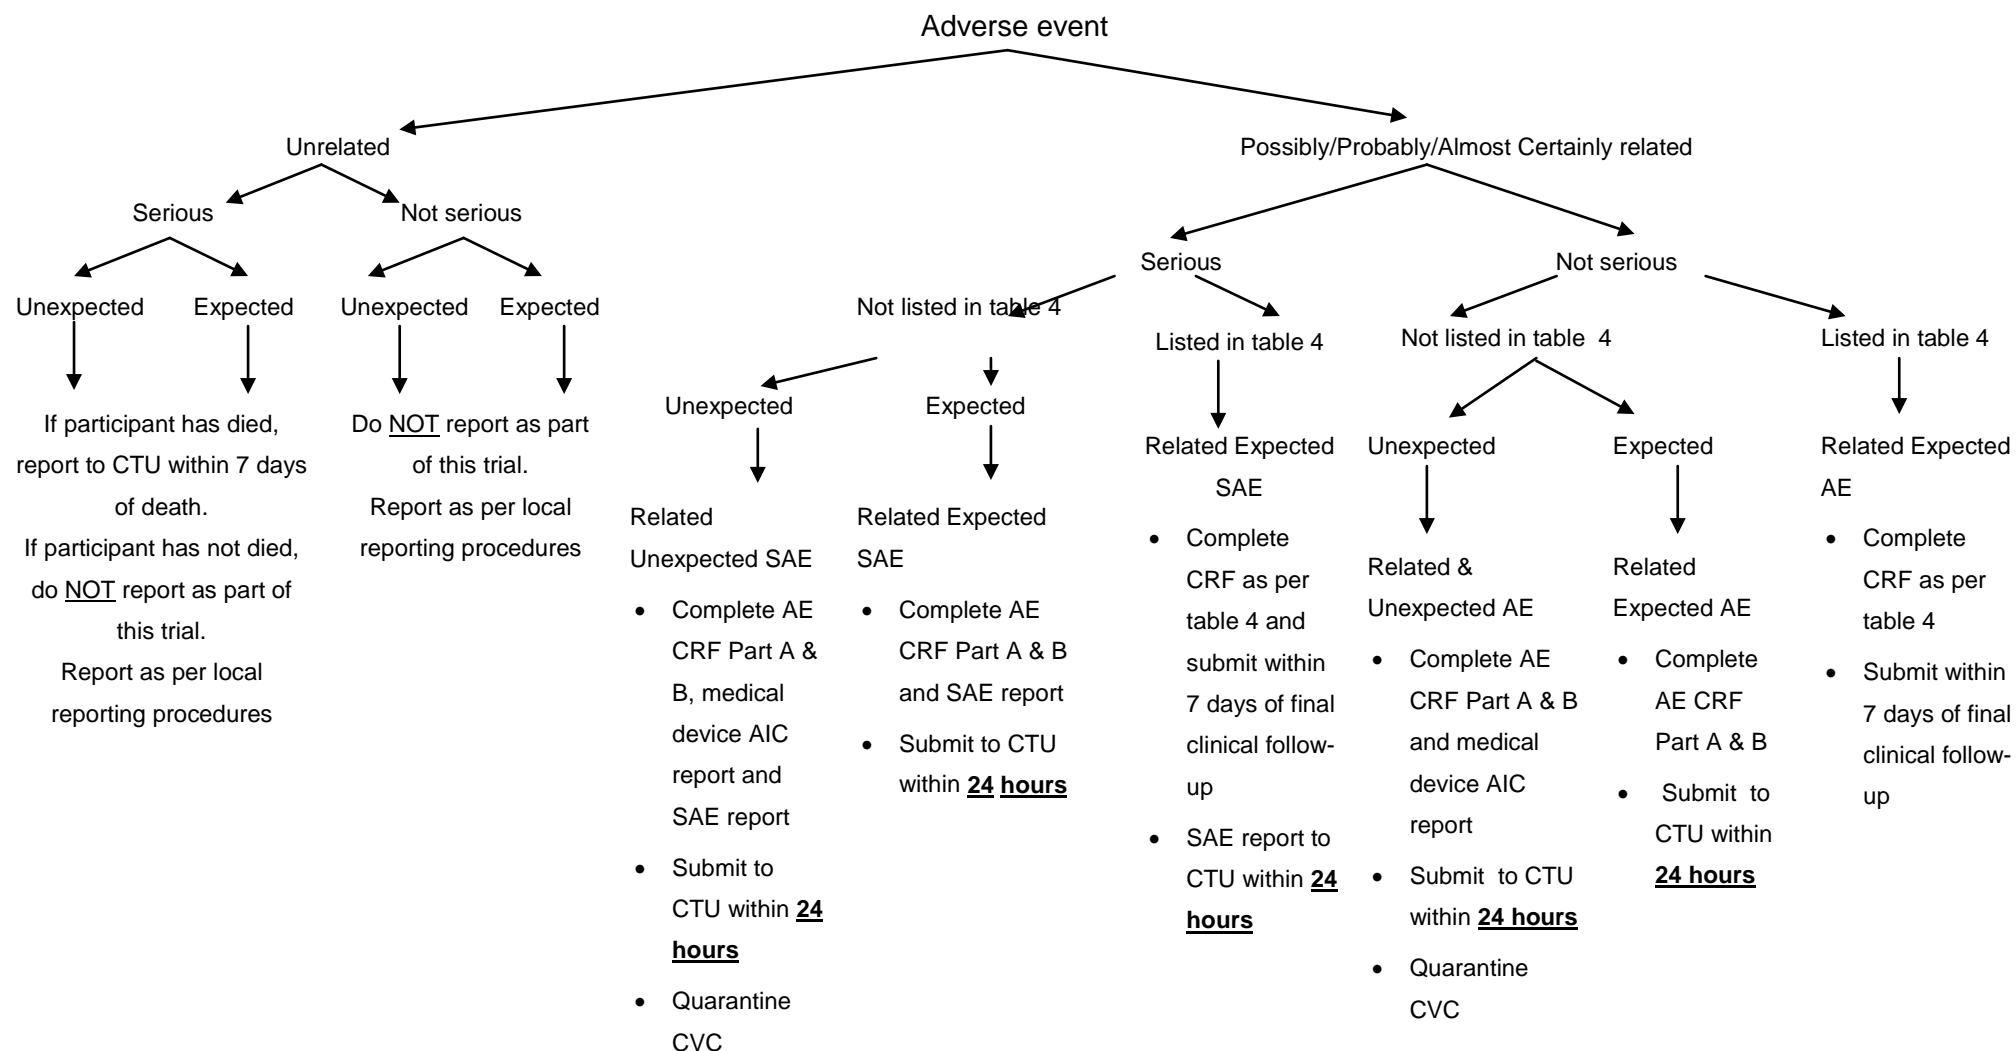 Adverse event
Unrelated
Possibly/Probably/Almost Certainly related
Serious
Not serious
Serious
Not serious
Unexpected
Expected
Unexpected
Expected
Not listed in table 4
Listed in table 4
Not listed in table  4
Listed in table 4
If participant has died,
report to CTU within 7 days
of death.
If participant has not died,
do NOT report as part of
this trial.
Report as per local
reporting procedures
Do NOT report as part
of this trial.
Report as per local
reporting procedures
Unexpected
Expected
Related
Unexpected SAE
• Complete AE
CRF Part A &
B, medical
device AIC
report and
SAE report
• Submit to
CTU within 24
hours
• Quarantine
CVC
Related Expected
SAE
• Complete AE
CRF Part A & B
and SAE report
• Submit to CTU
within 24 hours
Related Expected
SAE
• Complete
CRF as per
table 4 and
submit within
7 days of final
clinical follow-
up
• SAE report to
CTU within 24
hours
Unexpected
Expected
Related &
Unexpected AE
• Complete AE
CRF Part A & B
and medical
device AIC
report
• Submit  to CTU
within 24 hours
• Quarantine
CVC
Related
Expected AE
• Complete
AE CRF
Part A & B
• Submit  to
CTU within
24 hours
Related Expected
AE
• Complete
CRF as per
table 4
• Submit within
7 days of final
clinical follow-
up